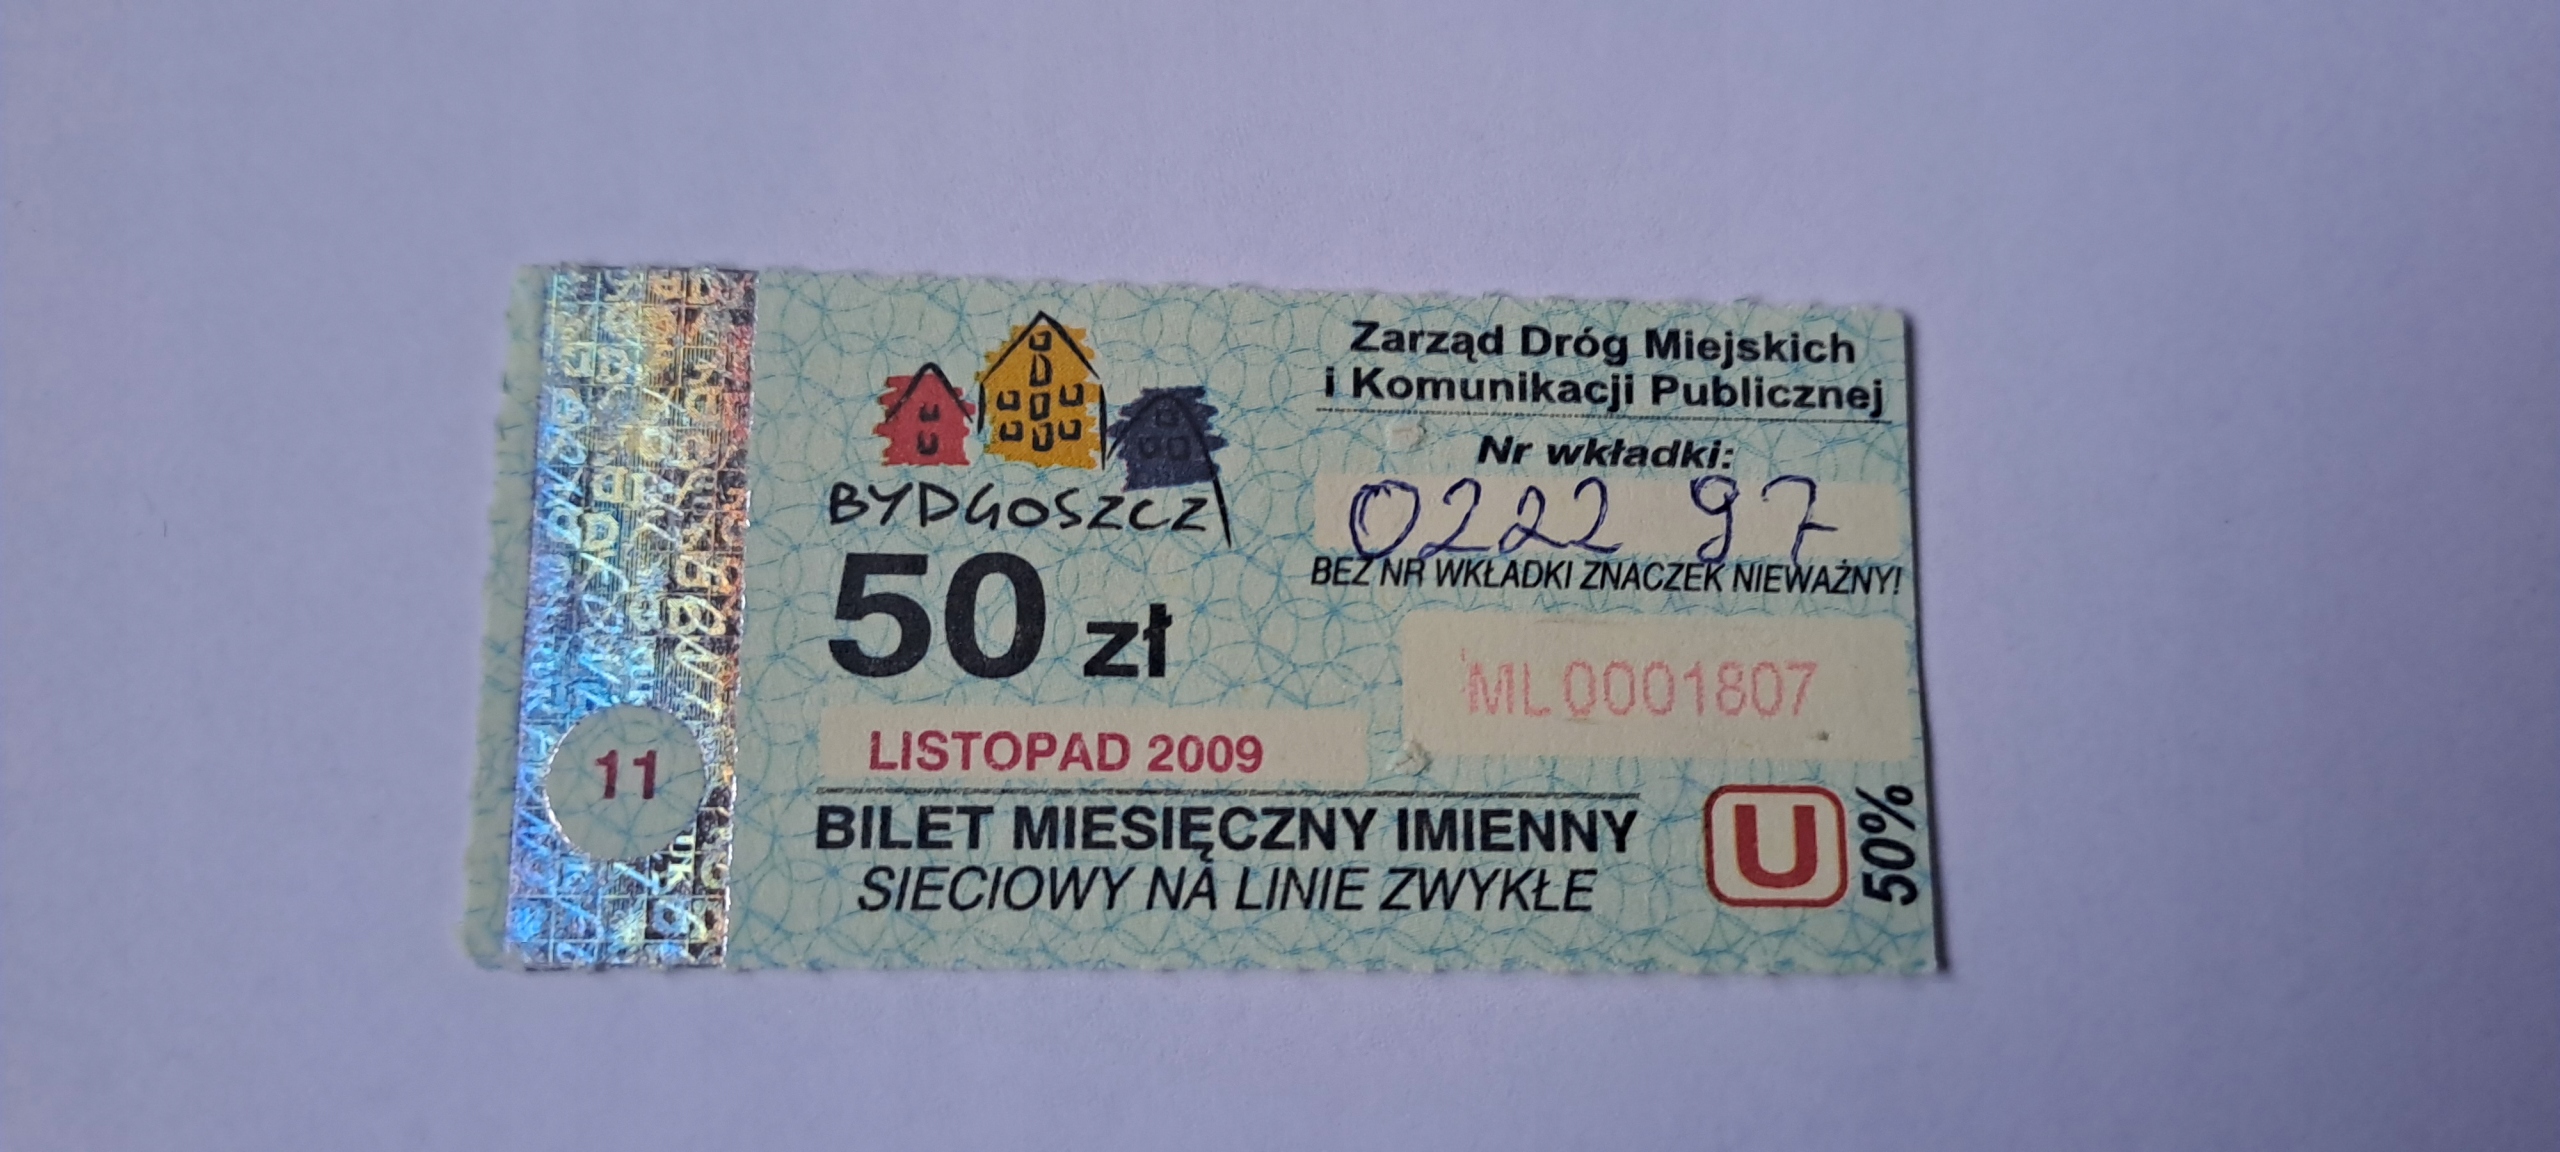 BYDGOSZCZ
50 zł
LISTOPAD 2009
11
BILET MIESIĘCZNY IMIENNY
SIECIOWY NA LINIE ZWYKŁE
Zarząd Dróg Miejskich
i Komunikacji Publicznej
Nr wkładki:
0222 97
BEZ NR WKŁADKI ZNACZEK NIEWAŻNY!
ML0001807
U
50%